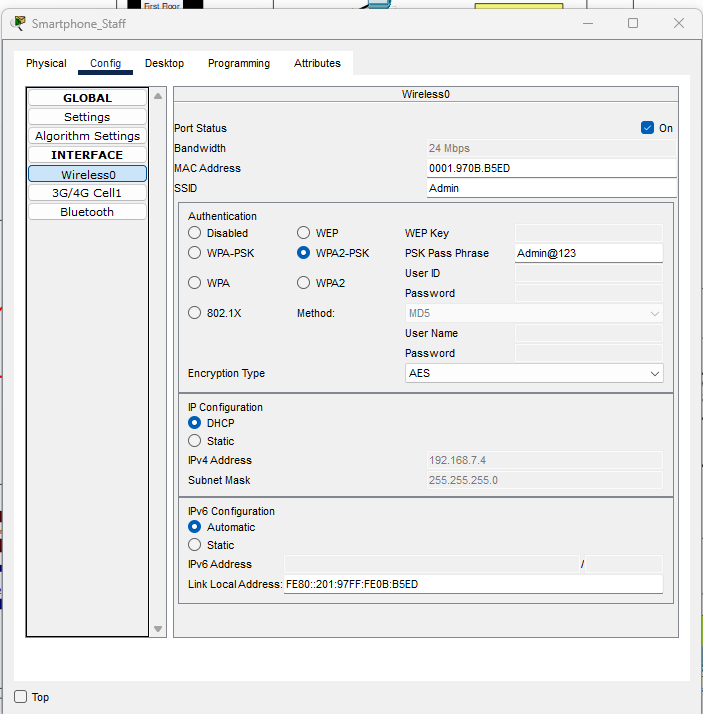 First Floor
Smartphone_Staff
Physical Config Desktop Programming Attributes
GLOBAL
Settings
Algorithm Settings
INTERFACE
Wireless0
3G/4G Cell1
Bluetooth
Wireless0
Port Status On
Bandwidth 24 Mbps
MAC Address 0001.970B.B5ED
SSID Admin
Authentication
Disabled WEP WEP Key
WPA-PSK WPA2-PSK PSK Pass Phrase Admin@123
User ID
WPA WPA2
Password
802.1X Method: MD5
User Name
Password
Encryption Type AES
IP Configuration
DHCP
Static
IPv4 Address 192.168.7.4
Subnet Mask 255.255.255.0
IPv6 Configuration
Automatic
Static
IPv6 Address /
Link Local Address: FE80::201:97FF:FE0B:B5ED
Top